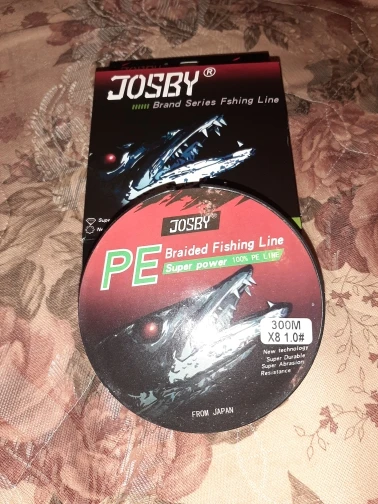 JOSBY®
Brand Series Fshing Line
JOSBY
PE
Braided Fishing Line
Super power 100% PE LINE
300M
X8 1.0#
New technology
Super Durable
Super Abrasion
Resistance
FROM JAPAN